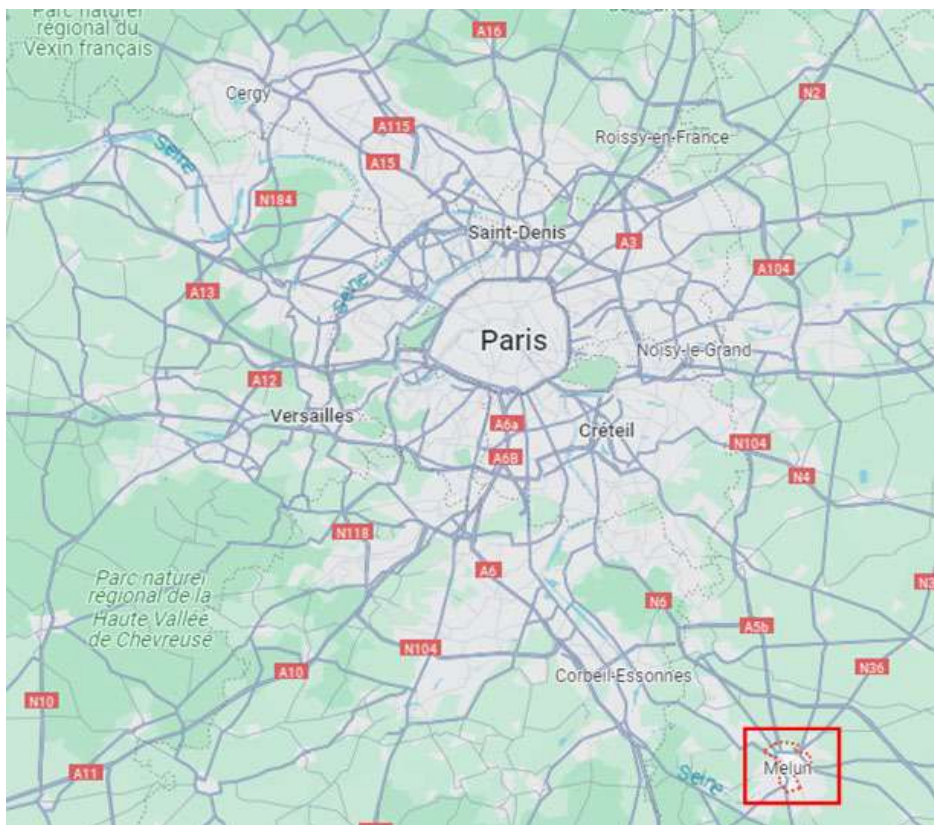 Parc naturel
régional du
Vexin français
A16
Cergy
N2
A115
Roissy-en-France
Seine
A15
N184
Saint-Denis
A3
A104
Seine
A13
Paris
Noisy-le-Grand
A12
Versailles
A6a
Créteil
N104
A6B
N4
N118
A6
Parc naturel
régional de la
Haute Vallée
de Chevreuse
N6
A5b
N104
Corbeil-Essonnes
A10
N36
N10
Melun
Seine
A11